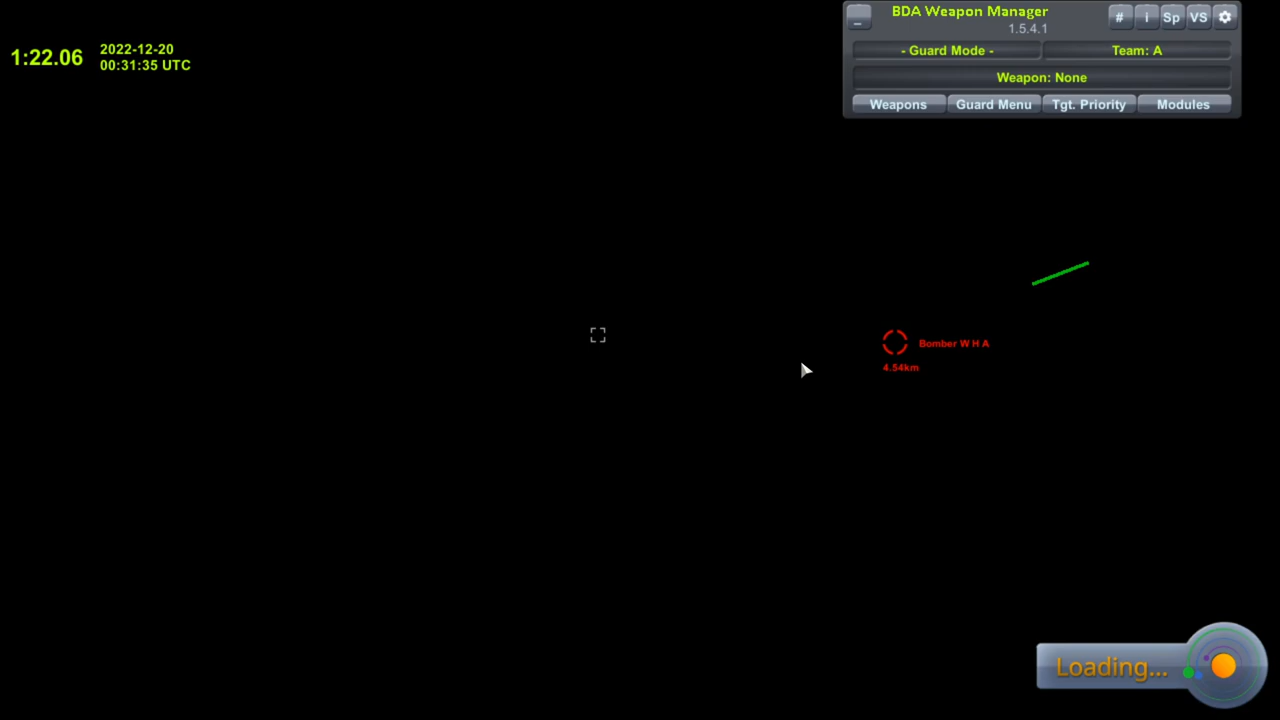 BDA Weapon Manager
1.5.4.1
_
#
i
Sp
VS
1:22.06
2022-12-20
00:31:35 UTC
- Guard Mode -
Team: A
Weapon: None
Weapons
Guard Menu
Tgt. Priority
Modules
Bomber W H A
4.54km
Loading...